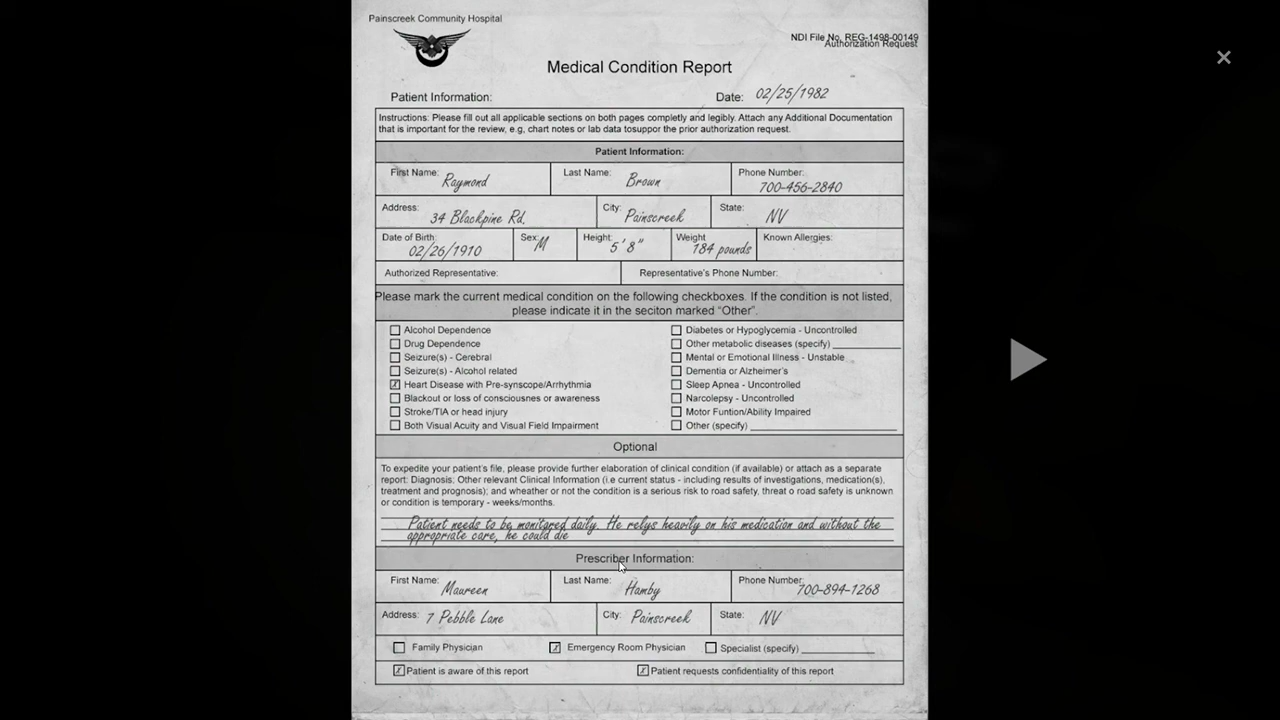 Painscreek Community Hospital
NDI File No. REG-1498-00149
Authorization Request
Medical Condition Report
Patient Information: Date: 02/25/1982
Instructions: Please fill out all applicable sections on both pages completly and legibly. Attach any Additional Documentation
that is important for the review, e.g, chart notes or lab data tosuppor the prior authorization request.
Patient Information:
First Name: Raymond Last Name: Brown Phone Number: 700-456-2840
Address: 34 Blackpine Rd. City: Painscreek State: NV
Date of Birth: 02/26/1910 Sex: M Height: 5'8" Weight 184 pounds Known Allergies:
Authorized Representative: Representative's Phone Number:
Please mark the current medical condition on the following checkboxes. If the condition is not listed,
please indicate it in the seciton marked “Other”.
Alcohol Dependence Diabetes or Hypoglycemia - Uncontrolled
Drug Dependence Other metabolic diseases (specify)
Seizure(s) - Cerebral Mental or Emotional Illness - Unstable
Seizure(s) - Alcohol related Dementia or Alzheimer's
Heart Disease with Pre-synscope/Arrhythmia Sleep Apnea - Uncontrolled
Blackout or loss of consciousnes or awareness Narcolepsy - Uncontrolled
Stroke/TIA or head injury Motor Funtion/Ability Impaired
Both Visual Acuity and Visual Field Impairment Other (specify)
Optional
To expedite your patient's file, please provide further elaboration of clinical condition (if available) or attach as a separate
report: Diagnosis: Other relevant Clinical Information (i.e current status - including results of investigations, medication(s),
treatment and prognosis); and wheather or not the condition is a serious risk to road safety, threat o road safety is unknown
or condition is temporary - weeks/months.
Patient needs to be monitored daily. He relys heavily on his medication and without the
appropriate care, he could die
Prescriber Information:
First Name: Maureen Last Name: Hamby Phone Number: 700-894-1268
Address: 7 Pebble Lane City: Painscreek State: NV
Family Physician Emergency Room Physician Specialist (specify)
Patient is aware of this report Patient requests confidentiality of this report